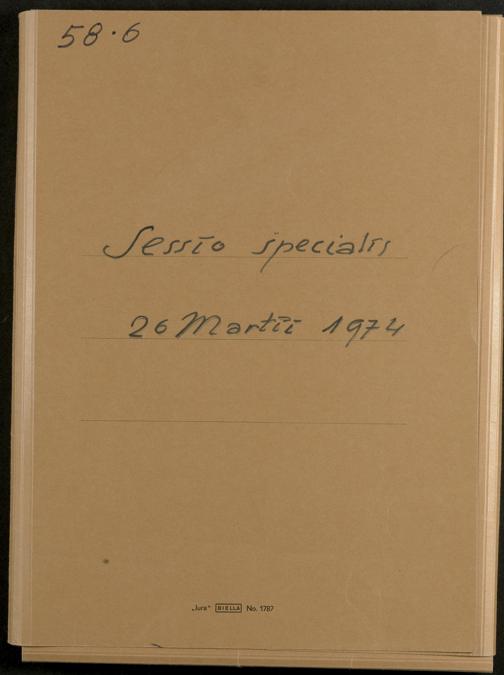 58.6
Sessio specialis
26 Martii 1974
„Jura" BIELLA No. 1787